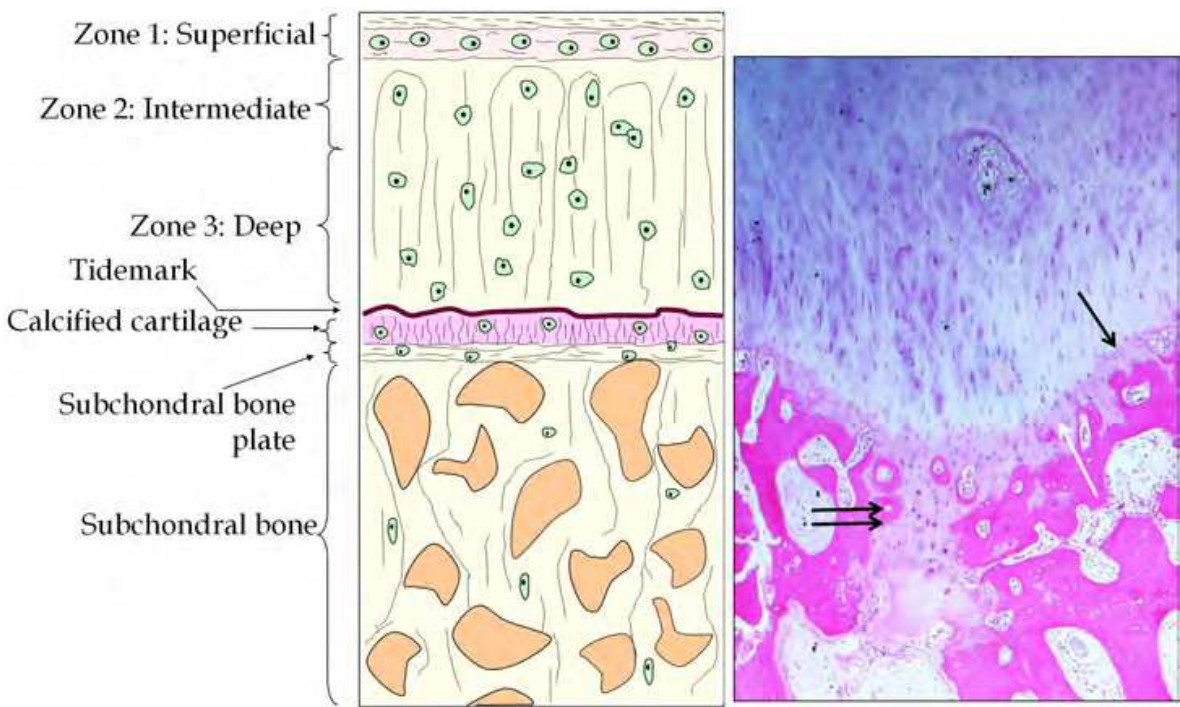 Zone 1: Superficial
Zone 2: Intermediate
Zone 3: Deep
Tidemark
Calcified cartilage
Subchondral bone
plate
Subchondral bone